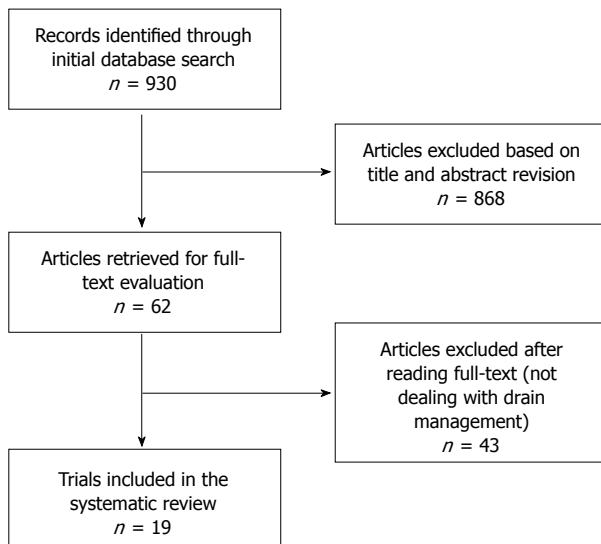 Records identified through
initial database search
n = 930
Articles excluded based on
title and abstract revision
n = 868
Articles retrieved for full-
text evaluation
n = 62
Articles excluded after
reading full-text (not
dealing with drain
management)
n = 43
Trials included in the
systematic review
n = 19